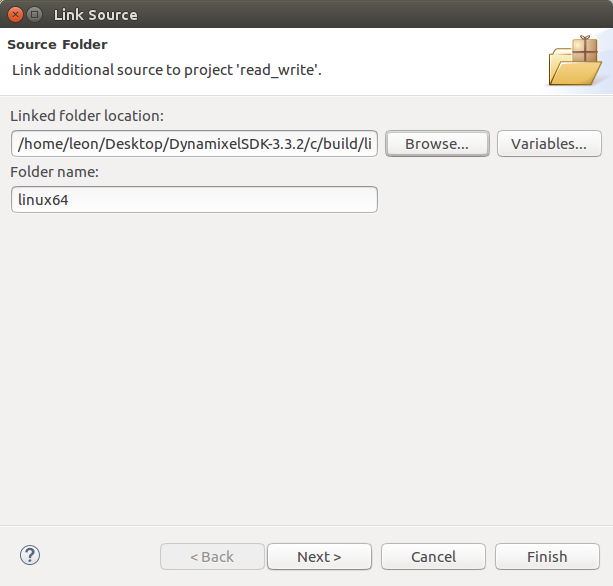 Link Source
Source Folder
Link additional source to project 'read_write'.
Linked folder location:
/home/leon/Desktop/DynamixelSDK-3.3.2/c/build/li
Browse...
Variables...
Folder name:
linux64
?
< Back
Next >
Cancel
Finish